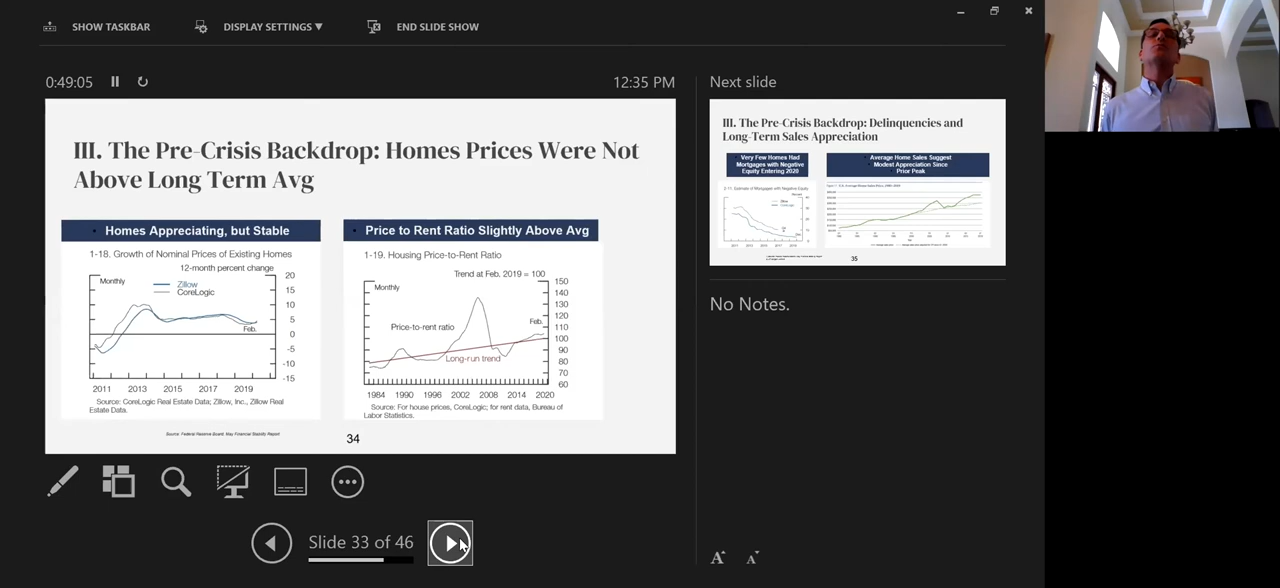 SHOW TASKBAR
DISPLAY SETTINGS ▼
END SLIDE SHOW
0:49:05
12:35 PM
III. The Pre-Crisis Backdrop: Homes Prices Were Not
Above Long Term Avg
• Homes Appreciating, but Stable
1-18. Growth of Nominal Prices of Existing Homes
12-month percent change
Monthly
Zillow
CoreLogic
20
15
10
5
0
-5
-10
-15
Feb.
2011 2013 2015 2017 2019
Source: CoreLogic Real Estate Data; Zillow, Inc., Zillow Real
Estate Data.
• Price to Rent Ratio Slightly Above Avg
1-19. Housing Price-to-Rent Ratio
Trend at Feb. 2019 = 100
Monthly
150
140
130
120
110
100
90
80
70
60
Feb.
Price-to-rent ratio
Long-run trend
1984 1990 1996 2002 2008 2014 2020
Source: For house prices, CoreLogic; for rent data, Bureau of
Labor Statistics.
Source: Federal Reserve Board May Financial Stability Report
34
Slide 33 of 46
Next slide
III. The Pre-Crisis Backdrop: Delinquencies and
Long-Term Sales Appreciation
• Very Few Homes Had
Mortgages with Negative
Equity Entering 2020
• Average Home Sales Suggest
• Modest Appreciation Since
• Prior Peak
2-11. Estimate of Mortgages with Negative Equity
35
No Notes.
A A